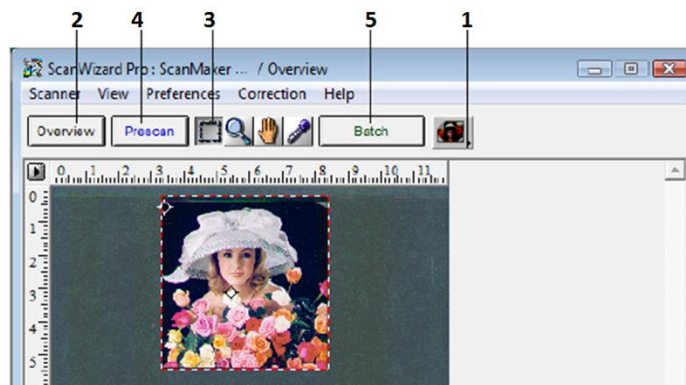 2 4 3 5 1
ScanWizard Pro : ScanMaker ... / Overview
Scanner View Preferences Correction Help
Overview Prescan Batch
0 1 2 3 4 5 6 7 8 9 10 11
0
1
2
3
4
5